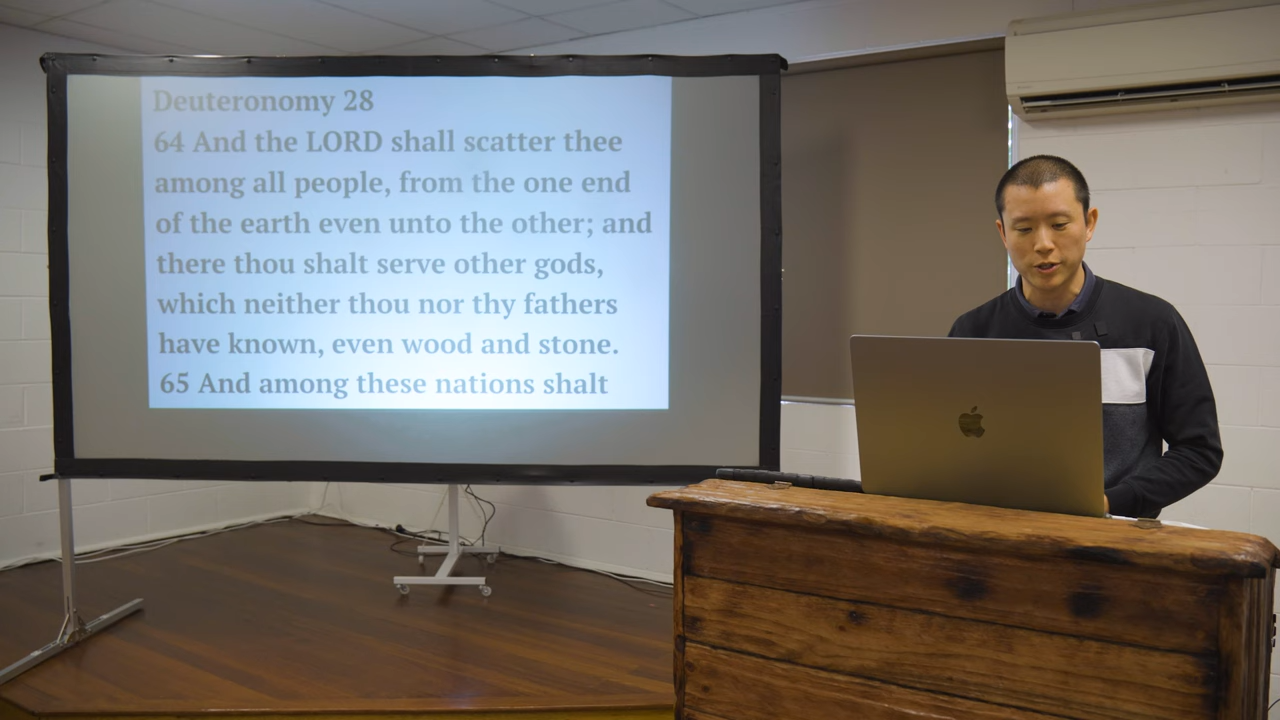 Deuteronomy 28
64 And the LORD shall scatter thee
among all people, from the one end
of the earth even unto the other; and
there thou shalt serve other gods,
which neither thou nor thy fathers
have known, even wood and stone.
65 And among these nations shalt